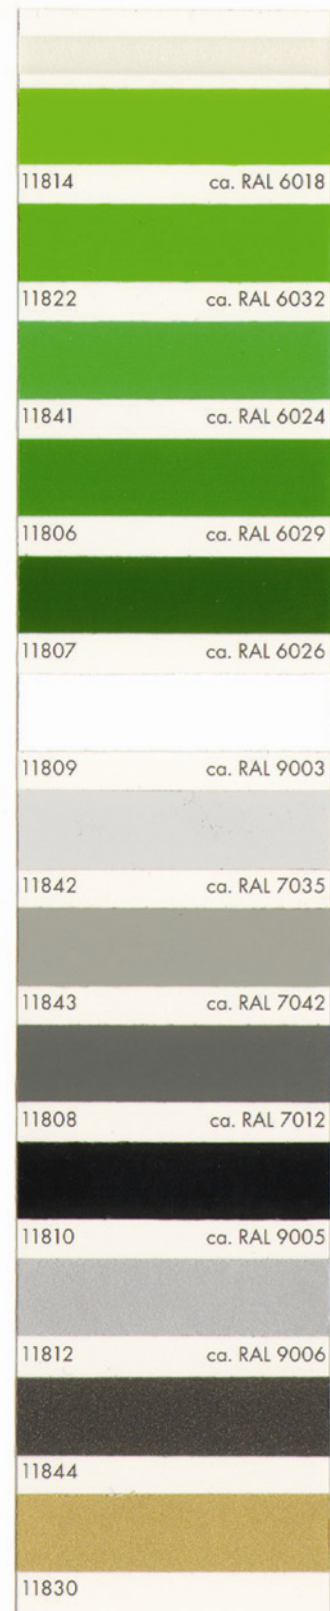 11814 ca. RAL 6018
11822 ca. RAL 6032
11841 ca. RAL 6024
11806 ca. RAL 6029
11807 ca. RAL 6026
11809 ca. RAL 9003
11842 ca. RAL 7035
11843 ca. RAL 7042
11808 ca. RAL 7012
11810 ca. RAL 9005
11812 ca. RAL 9006
11844
11830